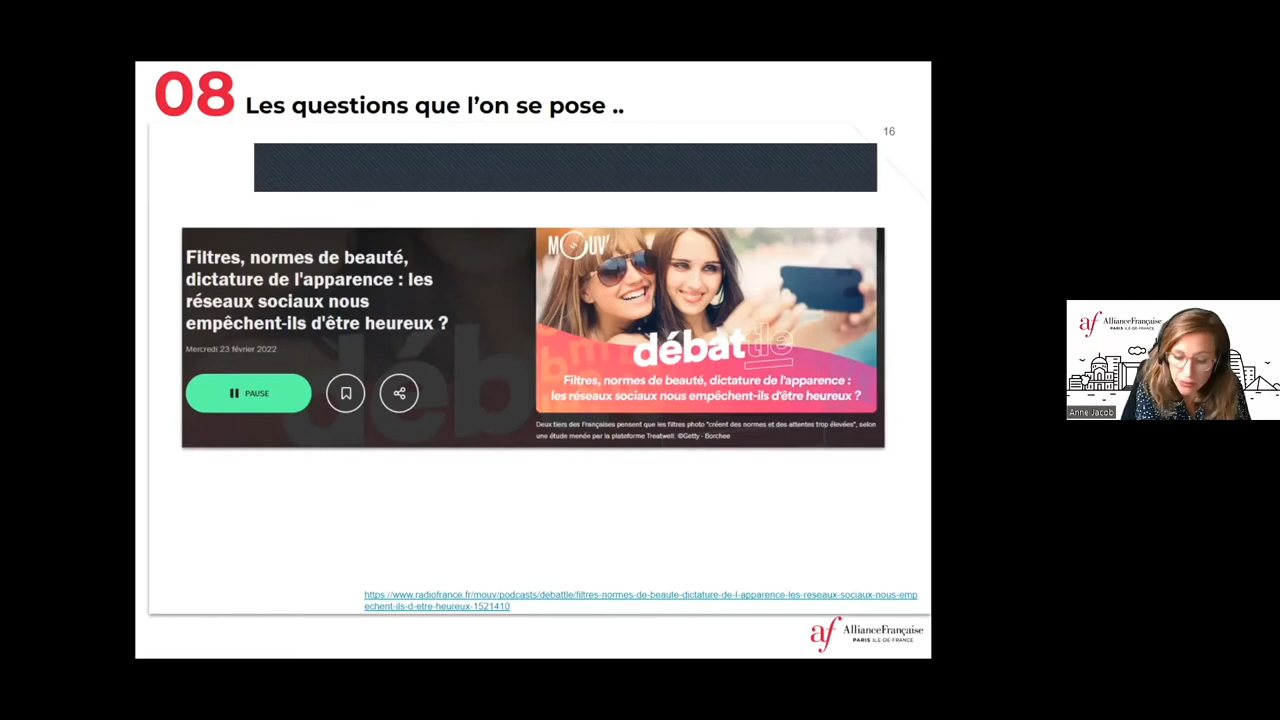 08 Les questions que l'on se pose ..
16
Filtres, normes de beauté,
dictature de l'apparence : les
réseaux sociaux nous
empêchent-ils d'être heureux ?
Mercredi 23 février 2022
PAUSE
MOUV'
débattle
Filtres, normes de beauté, dictature de l'apparence :
les réseaux sociaux nous empêchent-ils d'être heureux ?
Deux tiers des Françaises pensent que les filtres photo "créent des normes et des attentes trop élevées", selon
une étude menée par la plateforme Treatwell. ©Getty - Borchee
https://www.radiofrance.fr/mouv/podcasts/debattle/filtres-normes-de-beaute-dictature-de-l-apparence-les-reseaux-sociaux-nous-emp
echent-ils-d-etre-heureux-1521410
af AllianceFrançaise
PARIS ILE-DE-FRANCE
af AllianceFrançaise
PARIS ILE-DE-FRANCE
Anne Jacob